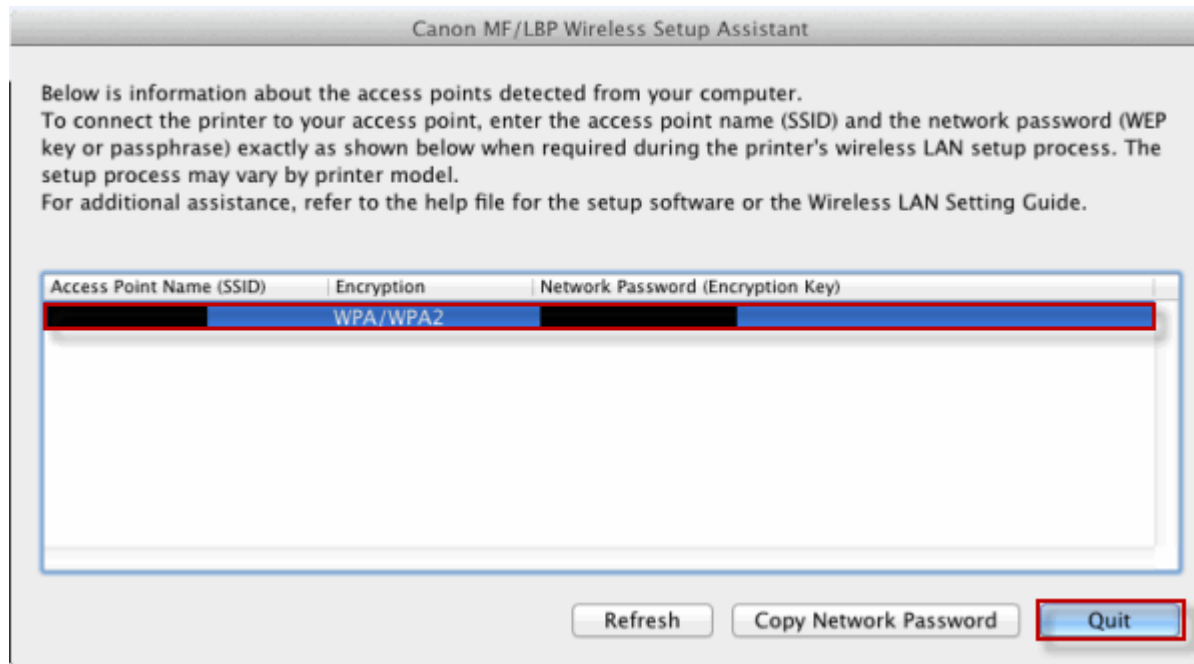 Canon MF/LBP Wireless Setup Assistant
Below is information about the access points detected from your computer.
To connect the printer to your access point, enter the access point name (SSID) and the network password (WEP
key or passphrase) exactly as shown below when required during the printer's wireless LAN setup process. The
setup process may vary by printer model.
For additional assistance, refer to the help file for the setup software or the Wireless LAN Setting Guide.
Access Point Name (SSID) Encryption Network Password (Encryption Key)
WPA/WPA2
Refresh Copy Network Password Quit